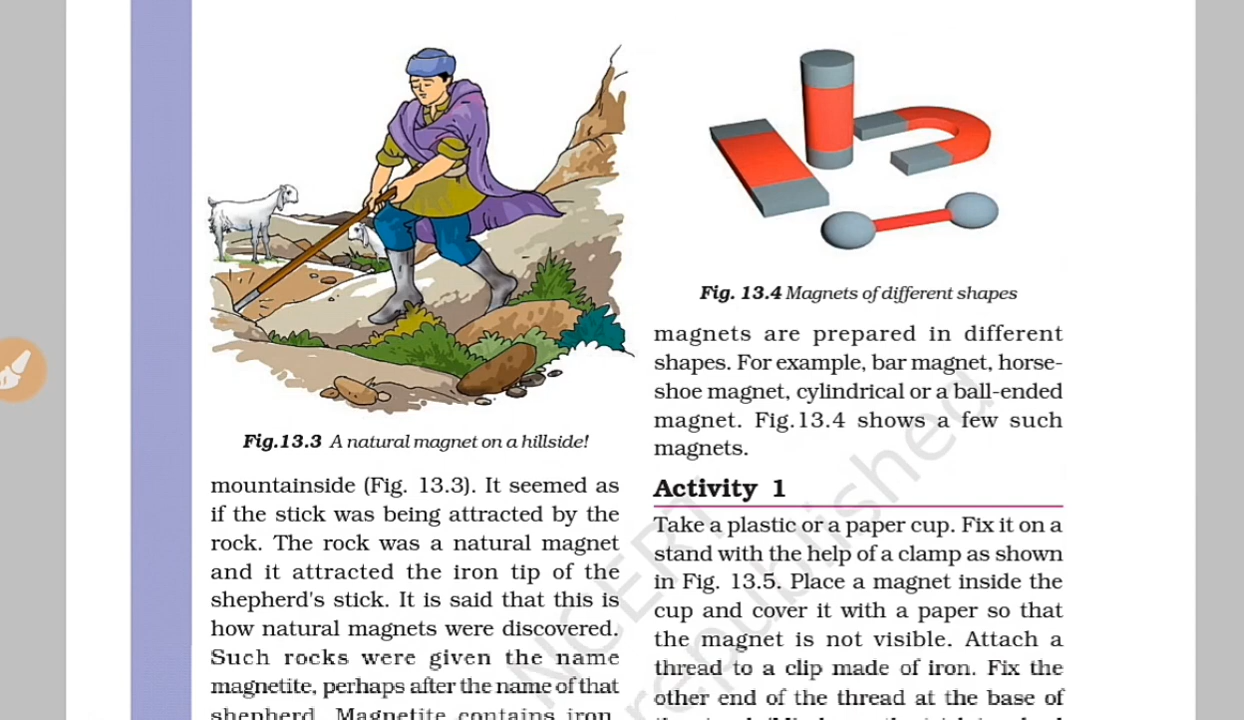 Fig.13.3 A natural magnet on a hillside!
mountainside (Fig. 13.3). It seemed as
if the stick was being attracted by the
rock. The rock was a natural magnet
and it attracted the iron tip of the
shepherd's stick. It is said that this is
how natural magnets were discovered.
Such rocks were given the name
magnetite, perhaps after the name of that
shepherd. Magnetite contains iron.
Fig. 13.4 Magnets of different shapes
magnets are prepared in different
shapes. For example, bar magnet, horse-
shoe magnet, cylindrical or a ball-ended
magnet. Fig.13.4 shows a few such
magnets.
Activity 1
Take a plastic or a paper cup. Fix it on a
stand with the help of a clamp as shown
in Fig. 13.5. Place a magnet inside the
cup and cover it with a paper so that
the magnet is not visible. Attach a
thread to a clip made of iron. Fix the
other end of the thread at the base of
NCERT
republished